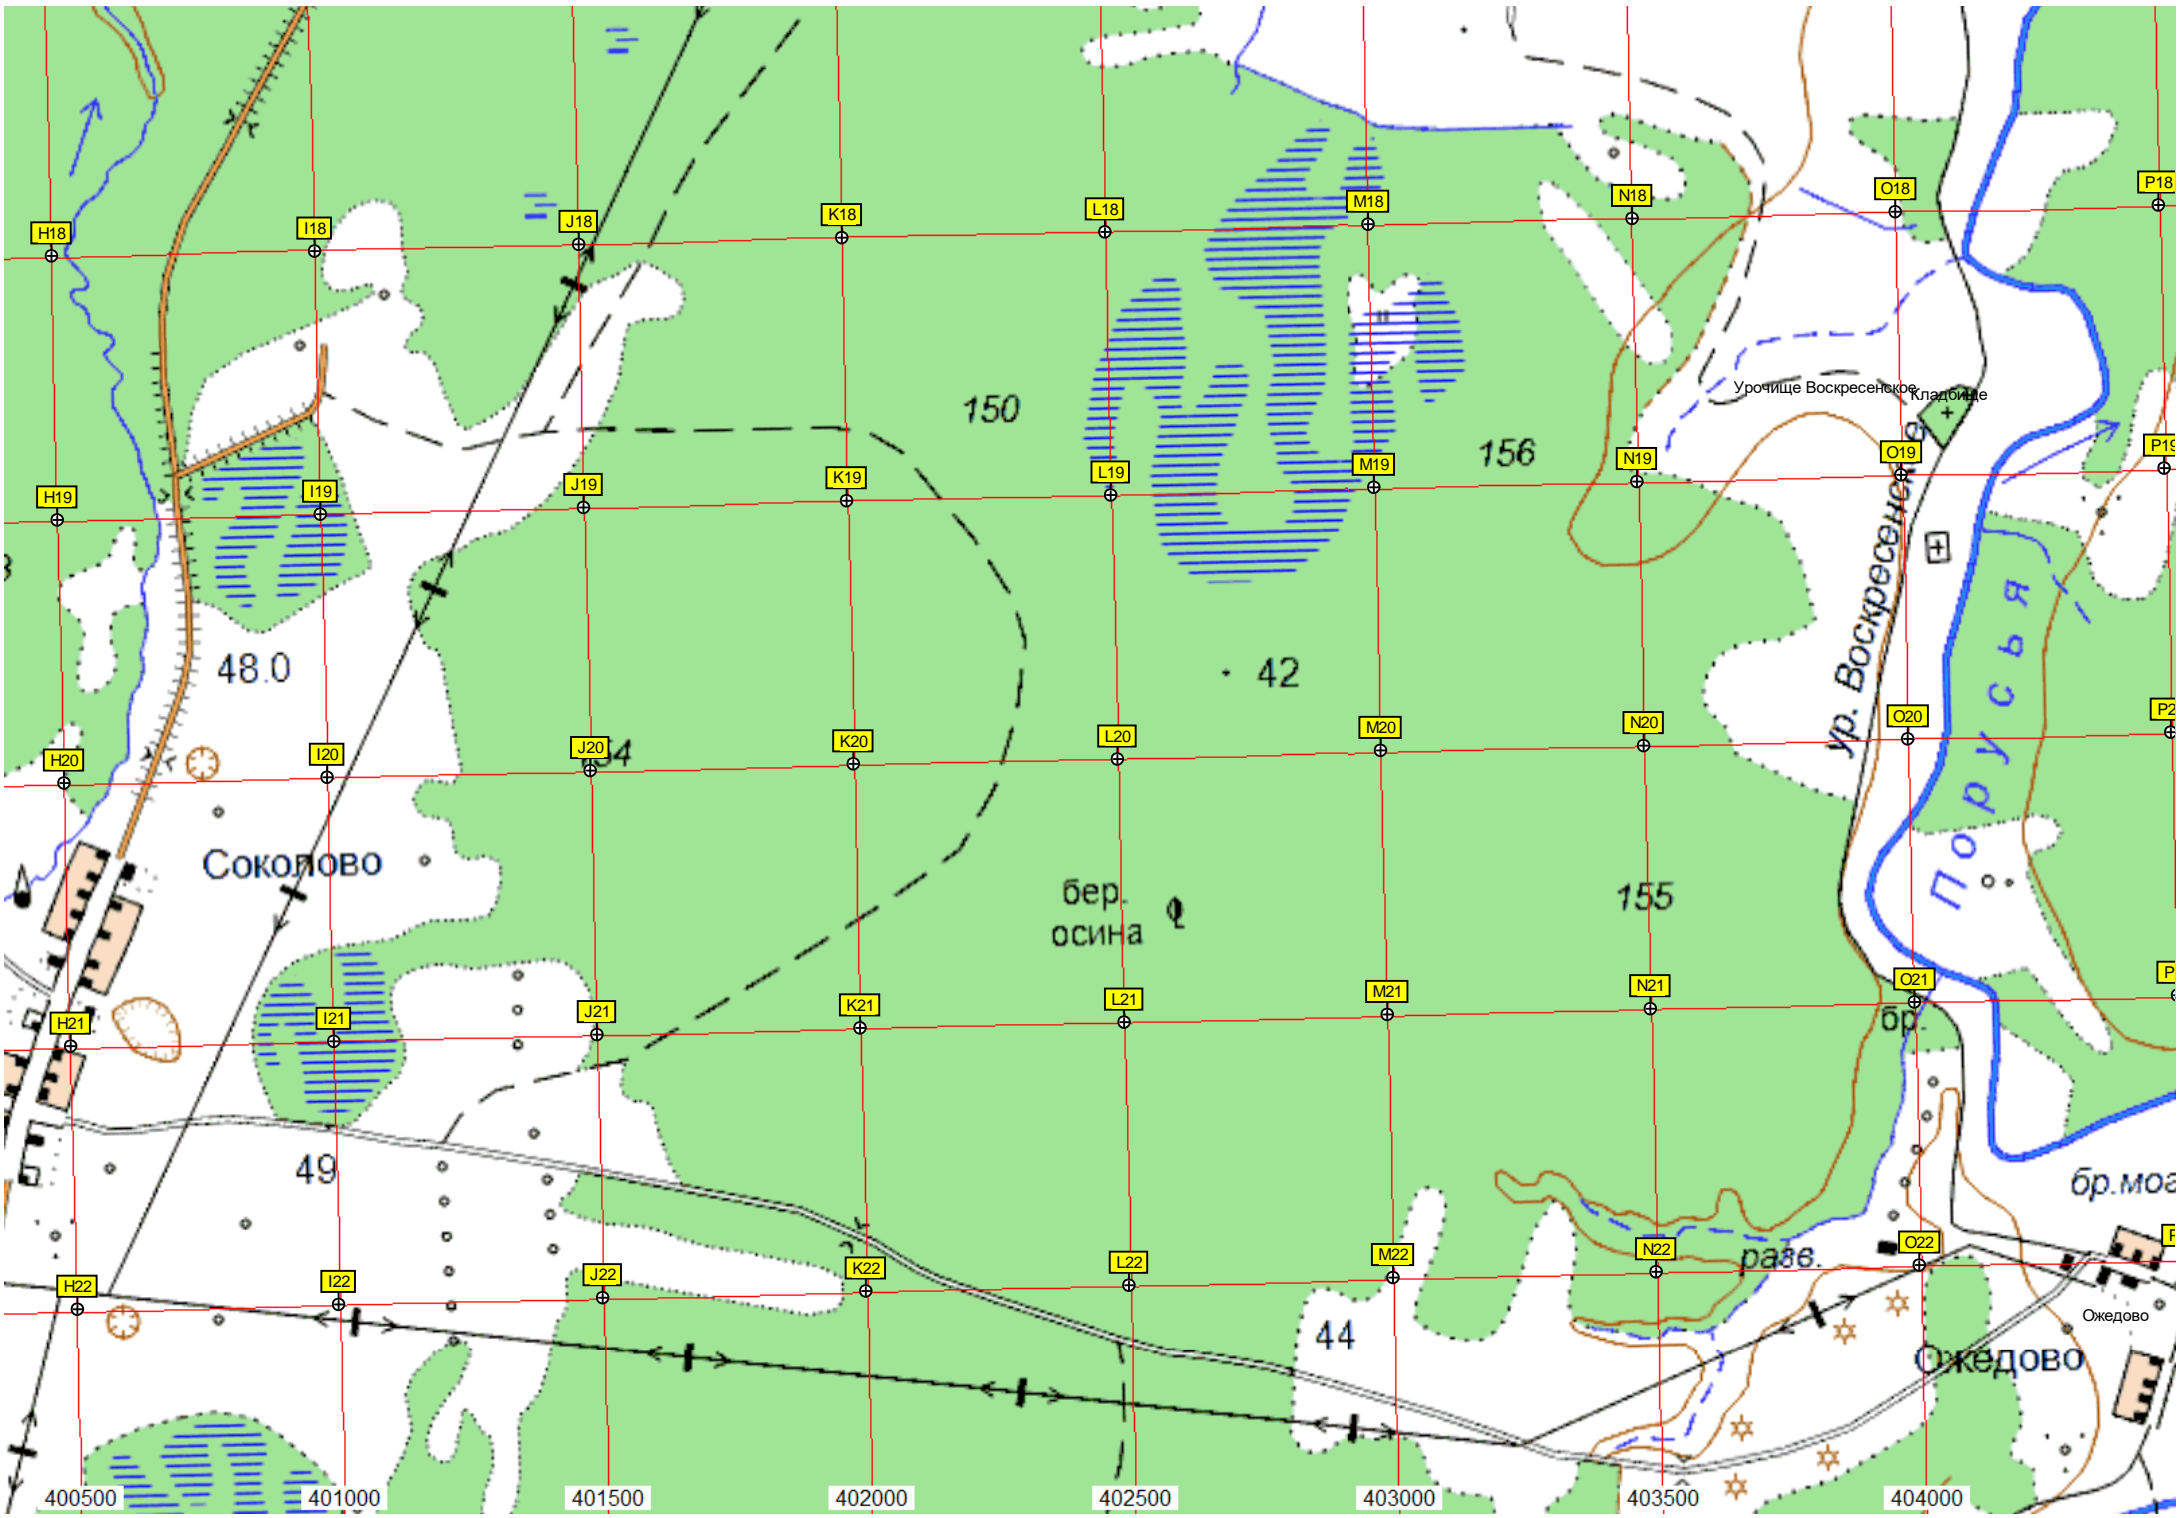 H18 I18 J18 K18 L18 M18 N18 O18 P18
150
Урочище Воскресенское
Кладбище
156
H19 I19 J19 K19 L19 M19 N19 O19 P19
ур. Воскресенское
Порусья
48.0
42
H20 I20 J20 K20 L20 M20 N20 O20
Соколово
бер.
осина
155
H21 I21 J21 K21 L21 M21 N21 O21
бр.
49
бр.мог
разв.
H22 I22 J22 K22 L22 M22 N22 O22
44
Ожедово
Ожедово
400500 401000 401500 402000 402500 403000 403500 404000